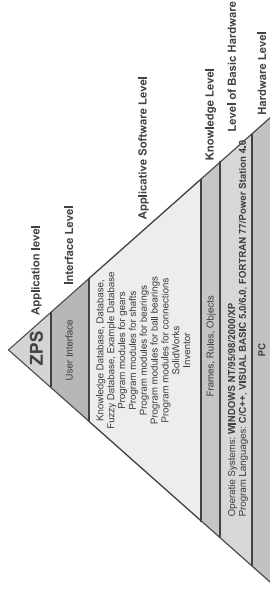 ZPS
Application level
User Interface
Interface Level
Knowledge Database, Database,
Fuzzy Database, Example Database
Program modules for gears
Program modules for shafts
Program modules for bearings
Program modules for ball bearings
Program modules for connections
SolidWorks
Inventor
Applicative Software Level
Frames, Rules, Objects
Knowledge Level
Operatie Systems: WINDOWS NT/95/98/2000/XP
Program Languages: C/C++, VISUAL BASIC 5.0/6.0, FORTRAN 77/Power Station 4.0
Level of Basic Hardware
PC
Hardware Level